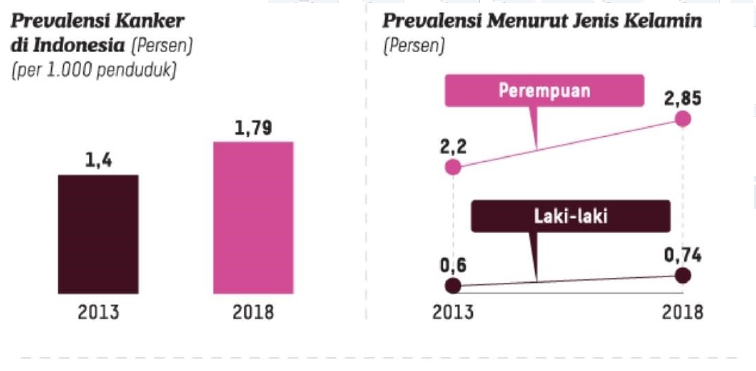 Prevalensi Kanker
di Indonesia (Persen)
(per 1.000 penduduk)
1,4
1,79
2013
2018
Prevalensi Menurut Jenis Kelamin
(Persen)
Perempuan
2,2
2,85
Laki-laki
0,6
0,74
2013
2018